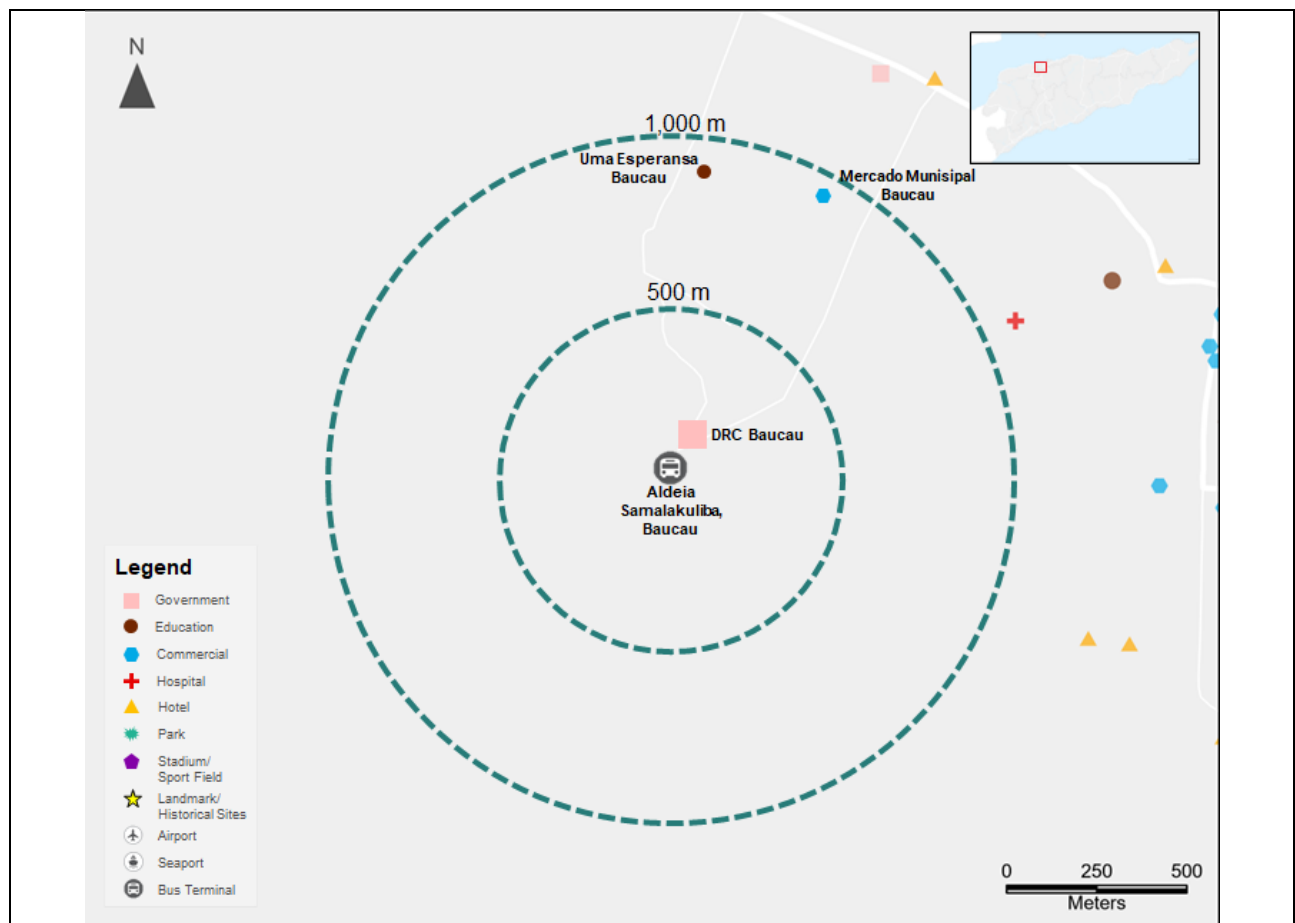 N
1,000 m
Uma Esperansa
Baucau
Mercado Munisipal
Baucau
500 m
DRC Baucau
Aldeia
Samalakuliba,
Baucau
Legend
Government
Education
Commercial
Hospital
Hotel
Park
Stadium/
Sport Field
Landmark/
Historical Sites
Airport
Seaport
Bus Terminal
0 250 500
Meters